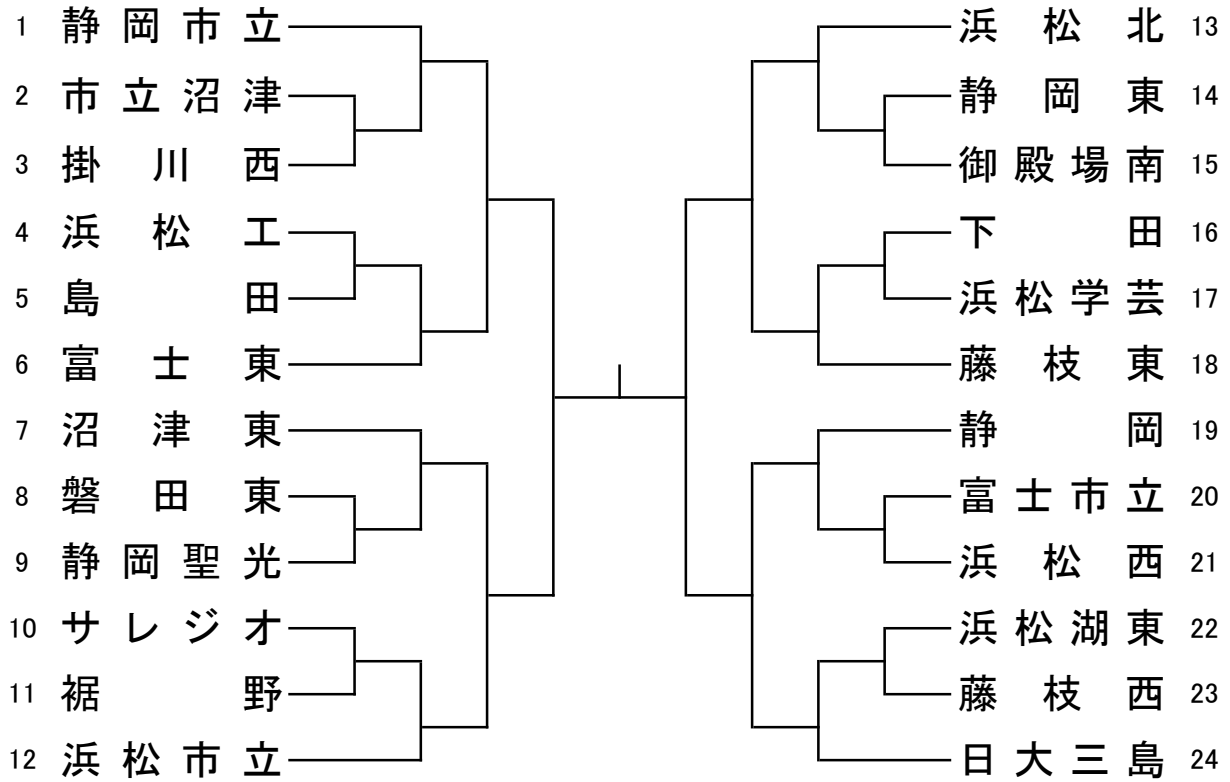 1 静岡市立
2 市立沼津
3 掛川西
4 浜松工
5 島田
6 富士東
7 沼津東
8 磐田東
9 静岡聖光
10 サレジオ
11 裾野
12 浜松市立
浜松北 13
静岡東 14
御殿場南 15
下田 16
浜松学芸 17
藤枝東 18
静岡 19
富士市立 20
浜松西 21
浜松湖東 22
藤枝西 23
日大三島 24